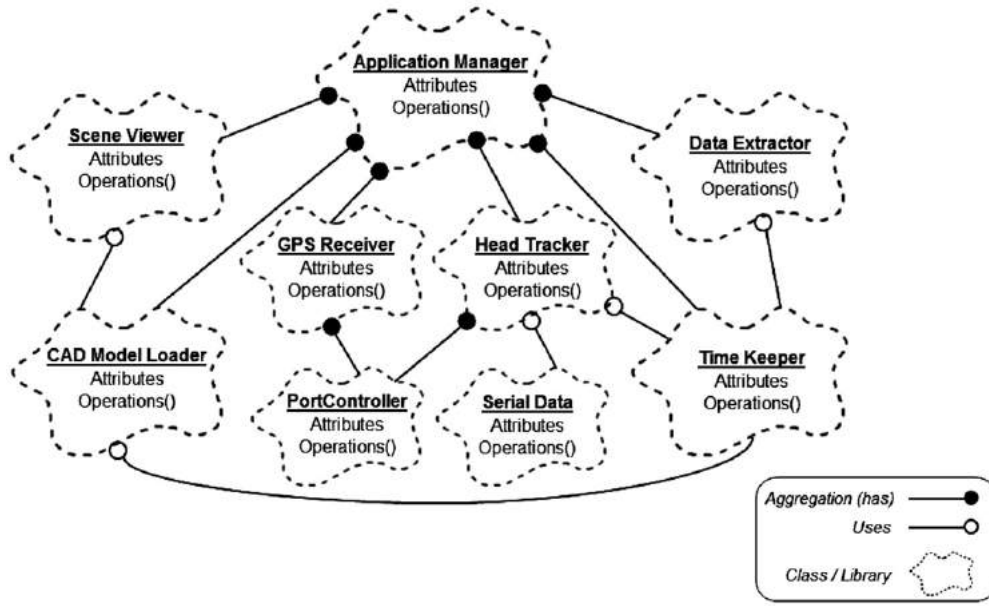 Application Manager
Attributes
Operations()
Scene Viewer
Attributes
Operations()
Data Extractor
Attributes
Operations()
GPS Receiver
Attributes
Operations()
Head Tracker
Attributes
Operations()
CAD Model Loader
Attributes
Operations()
PortController
Attributes
Operations()
Serial Data
Attributes
Operations()
Time Keeper
Attributes
Operations()
Aggregation (has)
Uses
Class / Library